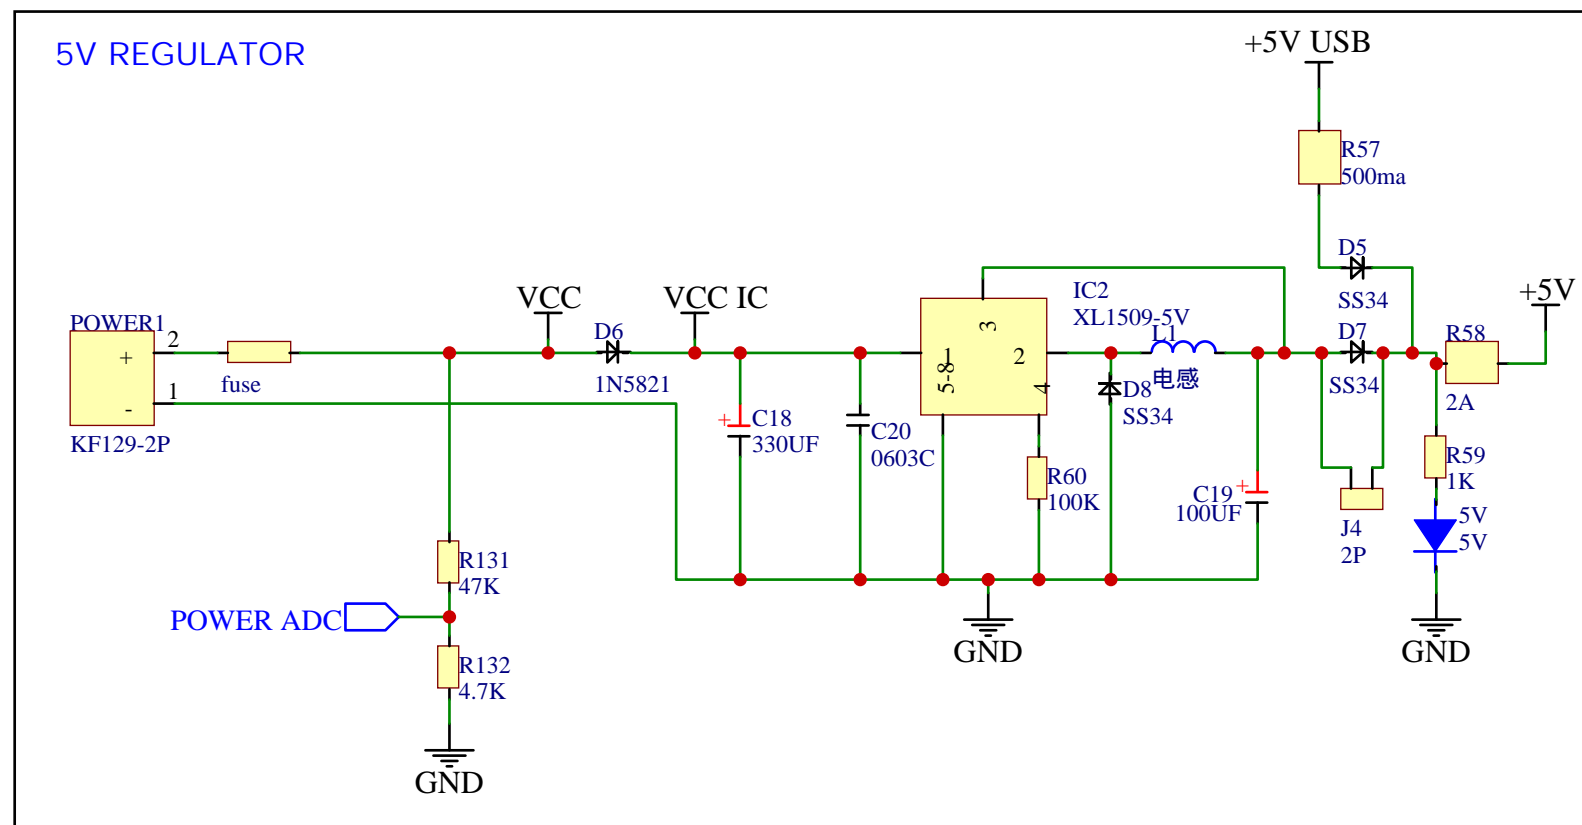 5V REGULATOR
+5V USB
R57
500ma
D5
SS34
VCC
VCC IC
IC2
XL1509-5V
+5V
POWER1
2
+
1
-
KF129-2P
fuse
D6
1N5821
1
2
3
4
5-8
L1
电感
D8
SS34
D7
SS34
R58
2A
+
C18
330UF
C20
0603C
R60
100K
+
C19
100UF
J4
2P
R59
1K
5V
5V
R131
47K
POWER ADC
R132
4.7K
GND
GND
GND